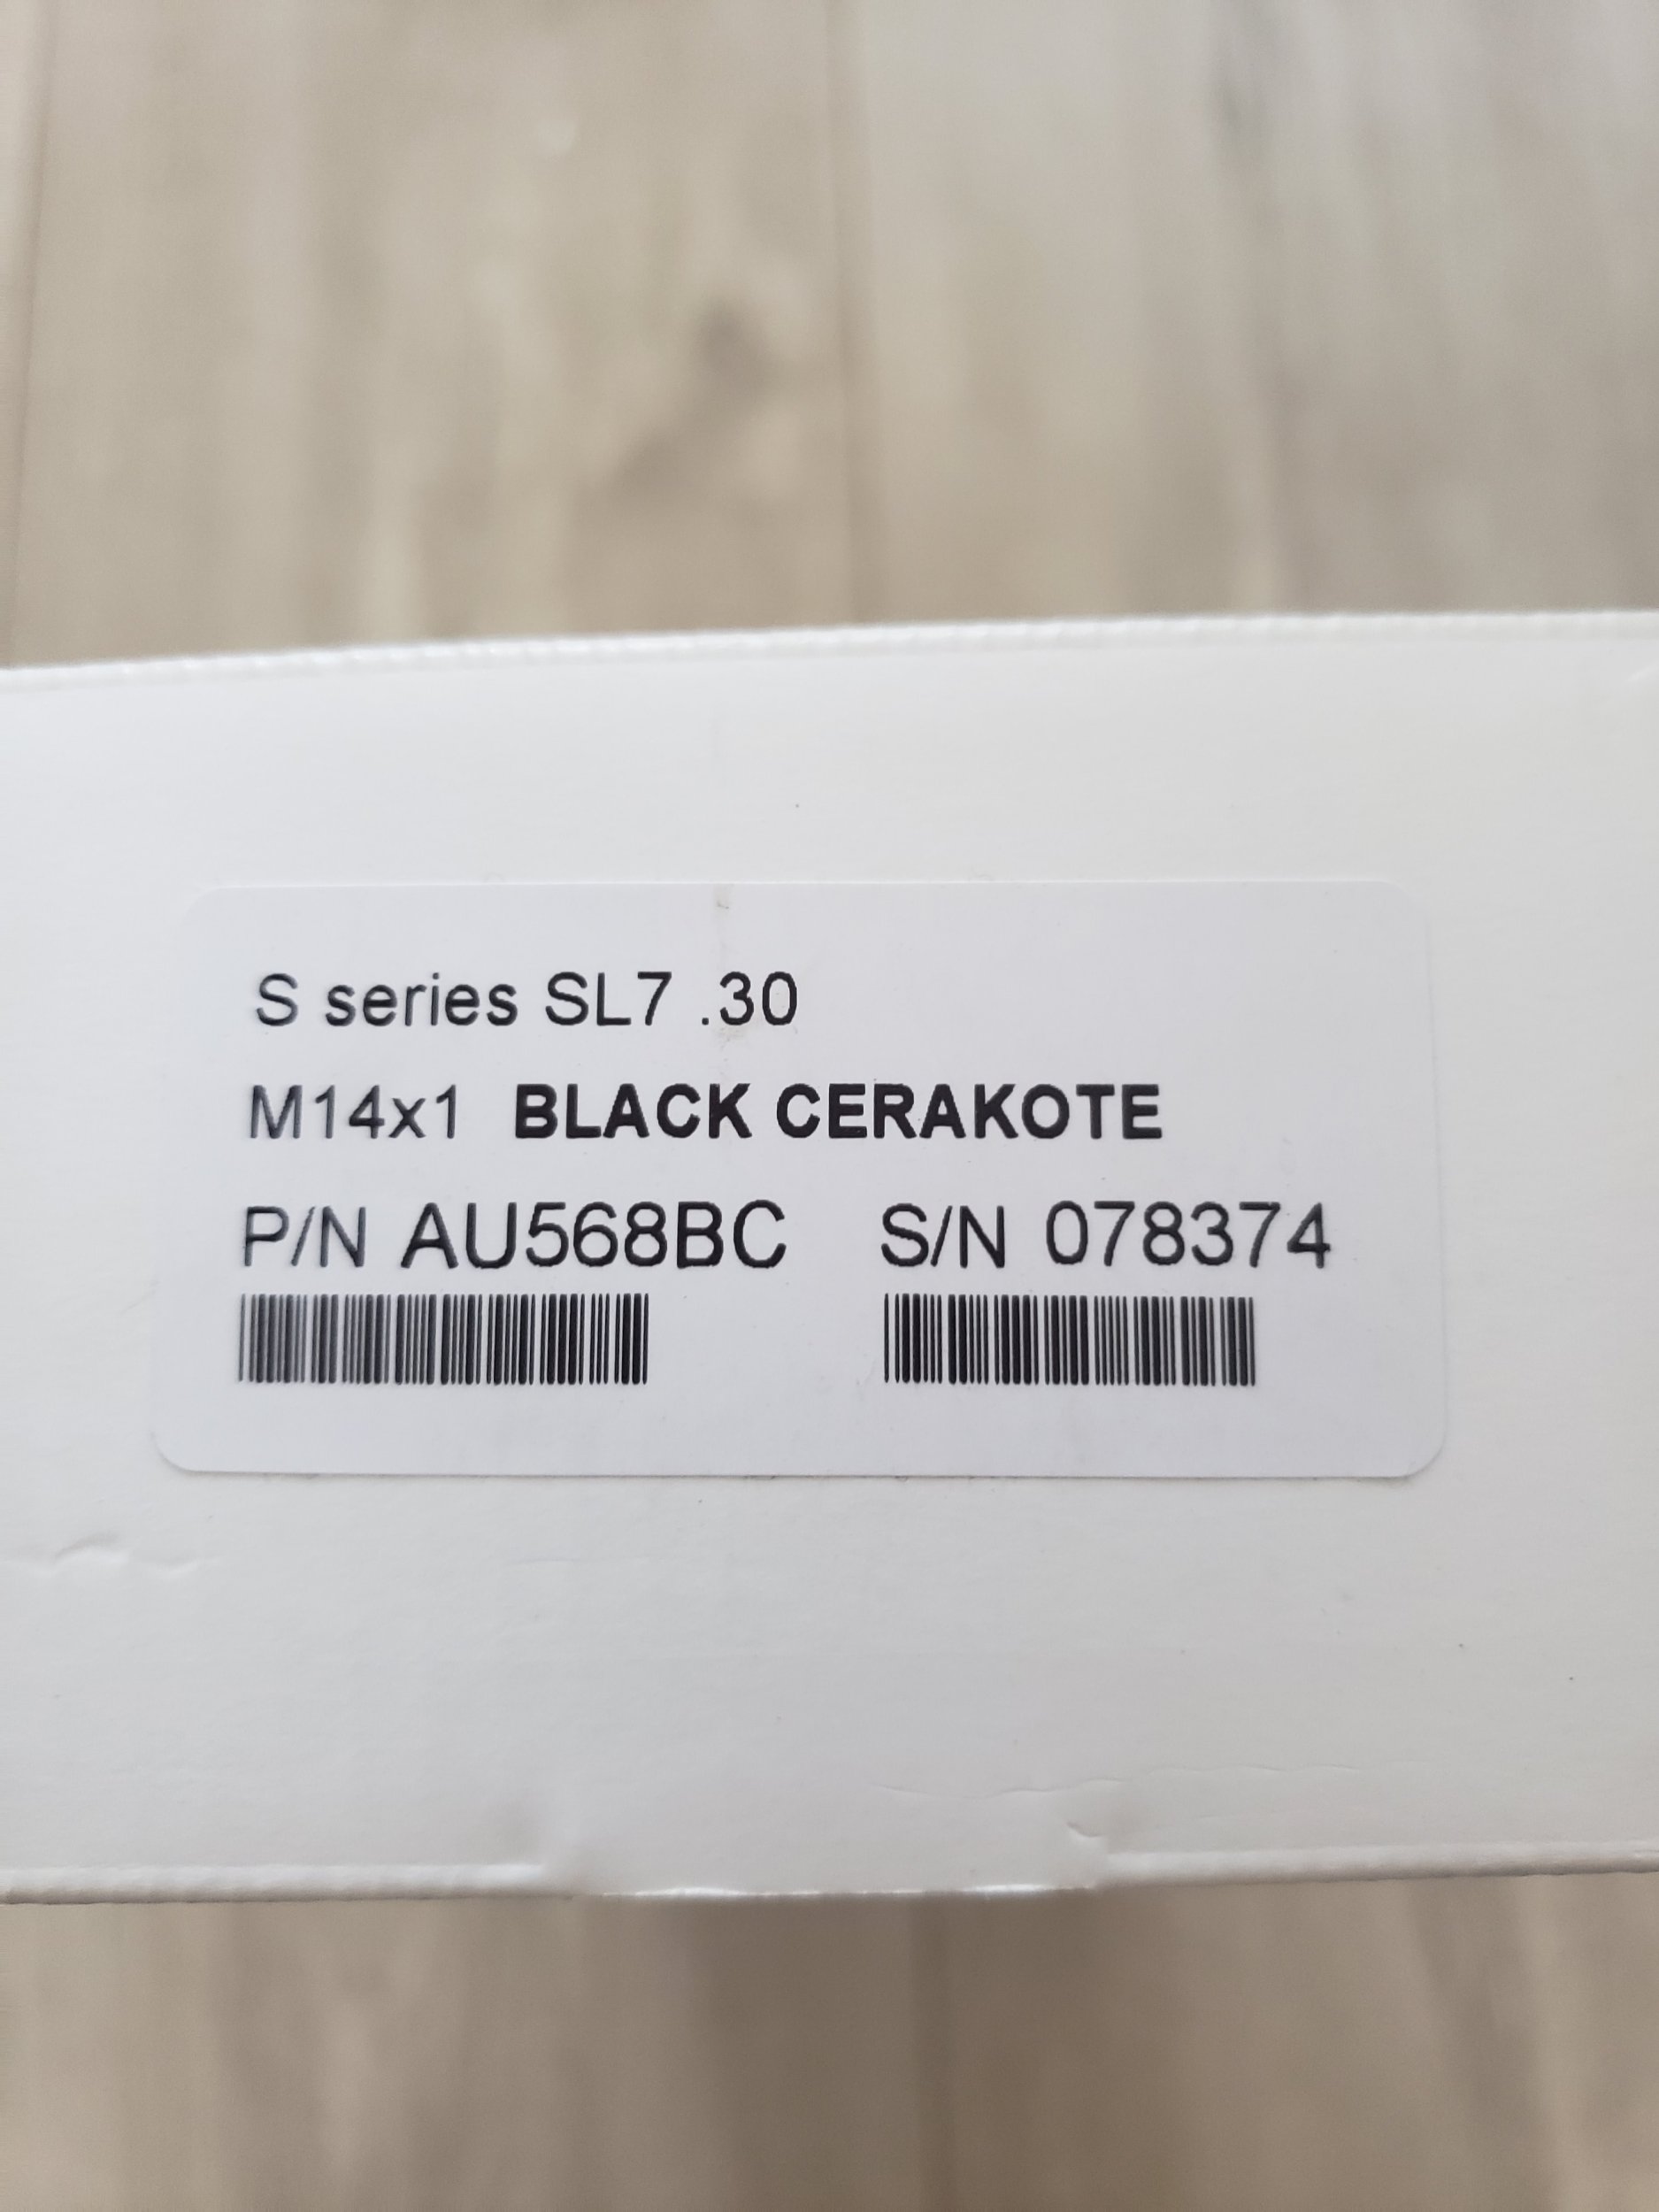 S series SL7 .30
M14x1 BLACK CERAKOTE
P/N AU568BC S/N 078374